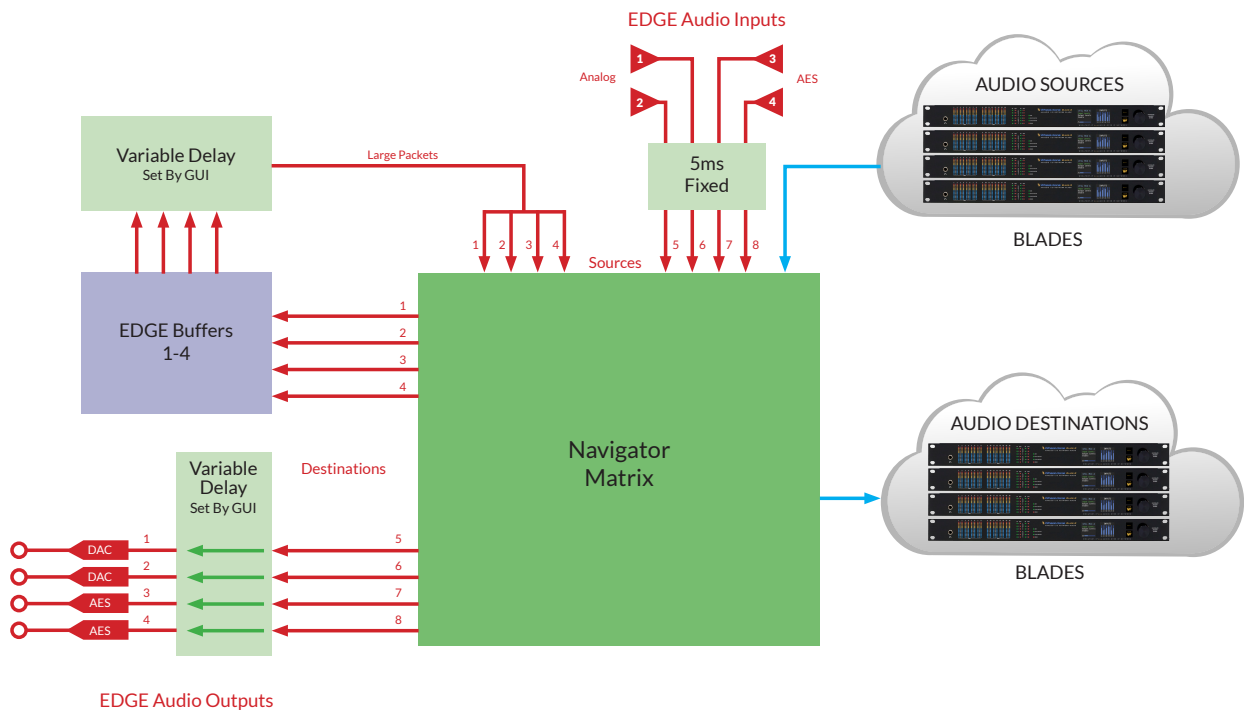 EDGE Audio Inputs
1
3
Analog
AES
2
4
AUDIO SOURCES
BLADES
Variable Delay
Set By GUI
Large Packets
5ms
Fixed
1
2
3
4
5
6
7
8
Sources
EDGE Buffers
1-4
1
2
3
4
Navigator
Matrix
AUDIO DESTINATIONS
BLADES
Variable
Delay
Set By GUI
Destinations
DAC
1
5
DAC
2
6
AES
3
7
AES
4
8
EDGE Audio Outputs